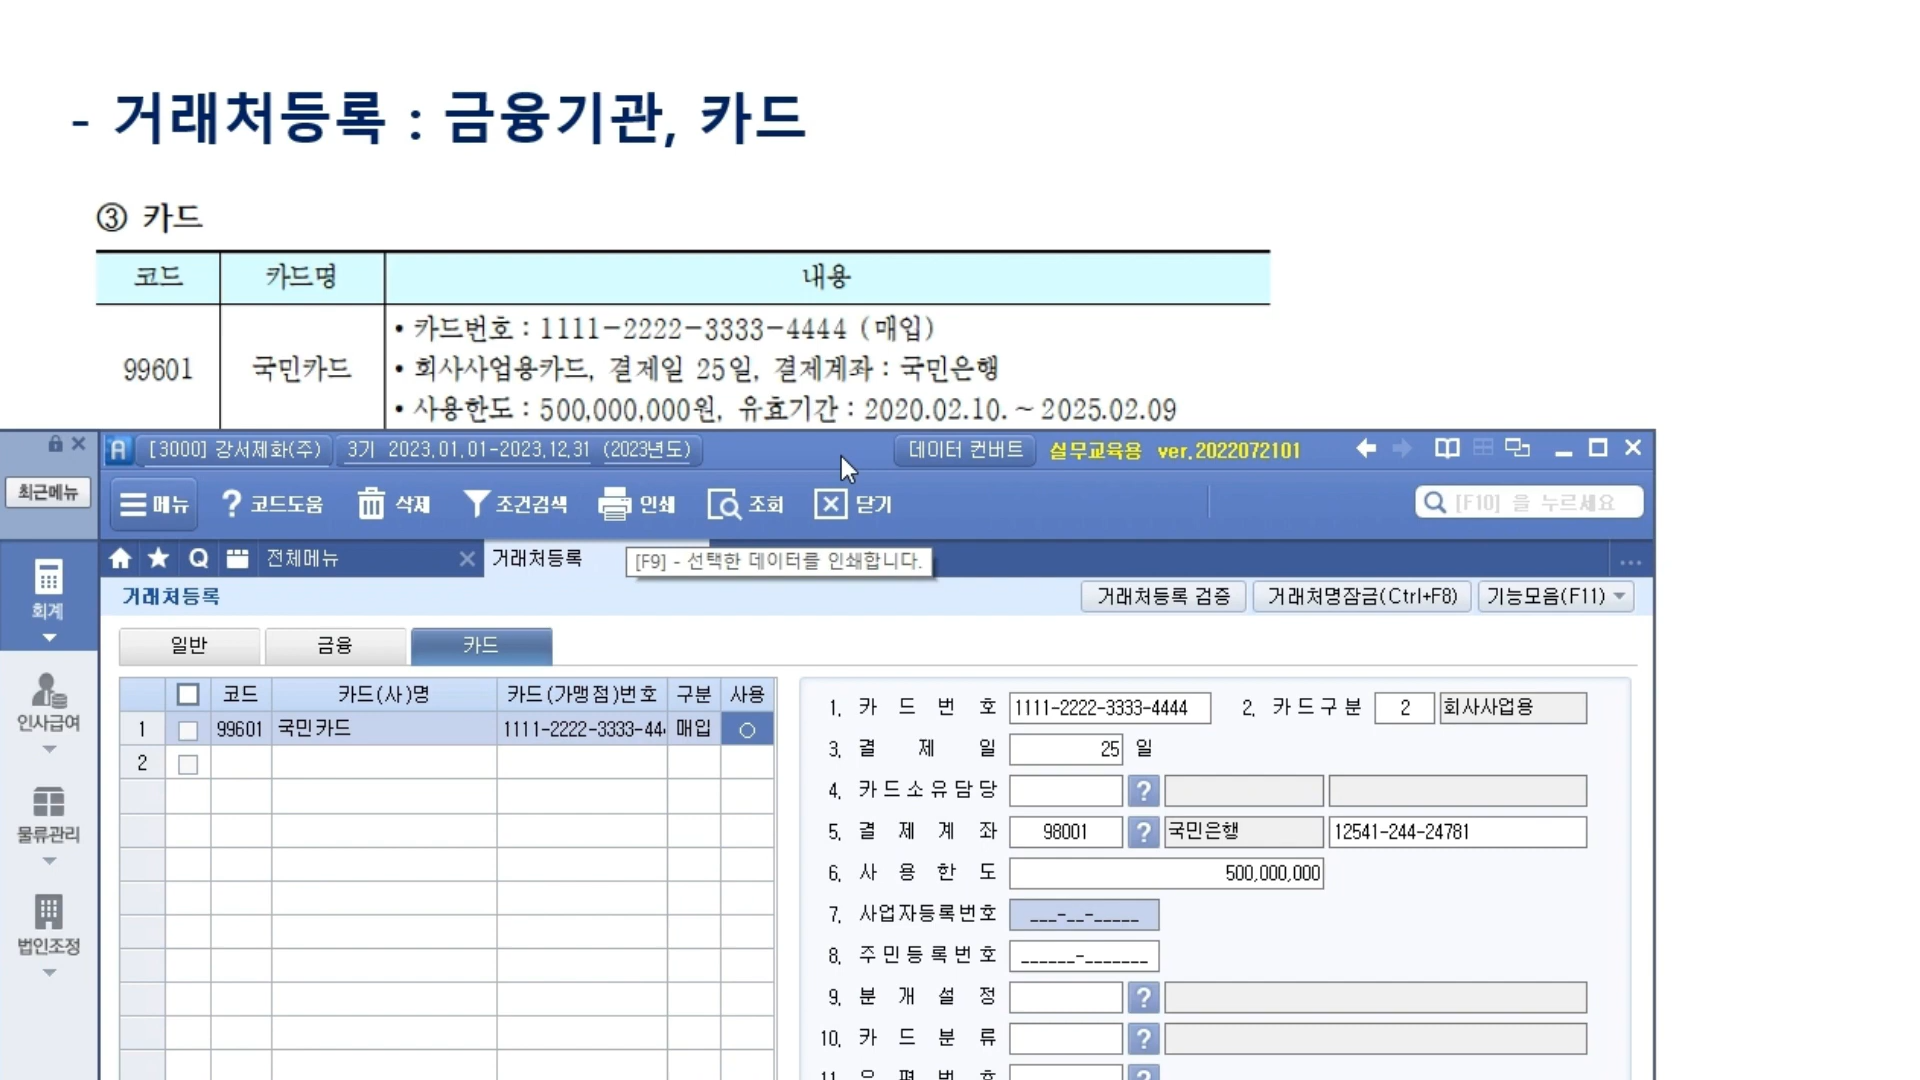 - 거래처등록 : 금융기관, 카드
③ 카드
코드 카드명 내용
99601 국민카드
• 카드번호 : 1111-2222-3333-4444 (매입)
• 회사사업용카드, 결제일 25일, 결제계좌 : 국민은행
• 사용한도 : 500,000,000원, 유효기간 : 2020.02.10. ~ 2025.02.09
최근메뉴
[3000] 강서제화(주) 3기 2023.01.01-2023.12.31 (2023년도) 데이터 컨버트 실무교육용 ver.2022072101
메뉴 ? 코드도움 삭제 조건검색 인쇄 조회 닫기 [F10] 을 누르세요
전체메뉴 거래처등록
[F9] - 선택한 데이터를 인쇄합니다.
거래처등록 거래처등록 검증 거래처명잠금(Ctrl+F8) 기능모음(F11)
일반 금융 카드
회계
인사급여
물류관리
법인조정
코드 카드(사)명 카드(가맹점)번호 구분 사용
1 99601 국민카드 1111-2222-3333-44 매입 ○
2
1. 카 드 번 호 1111-2222-3333-4444 2. 카드구분 2 회사사업용
3. 결 제 일 25 일
4. 카드소유담당 ?
5. 결 제 계 좌 98001 ? 국민은행 12541-244-24781
6. 사 용 한 도 500,000,000
7. 사업자등록번호 ___-__-_____
8. 주민등록번호 ______-_______
9. 분 개 설 정 ?
10. 카 드 분 류 ?